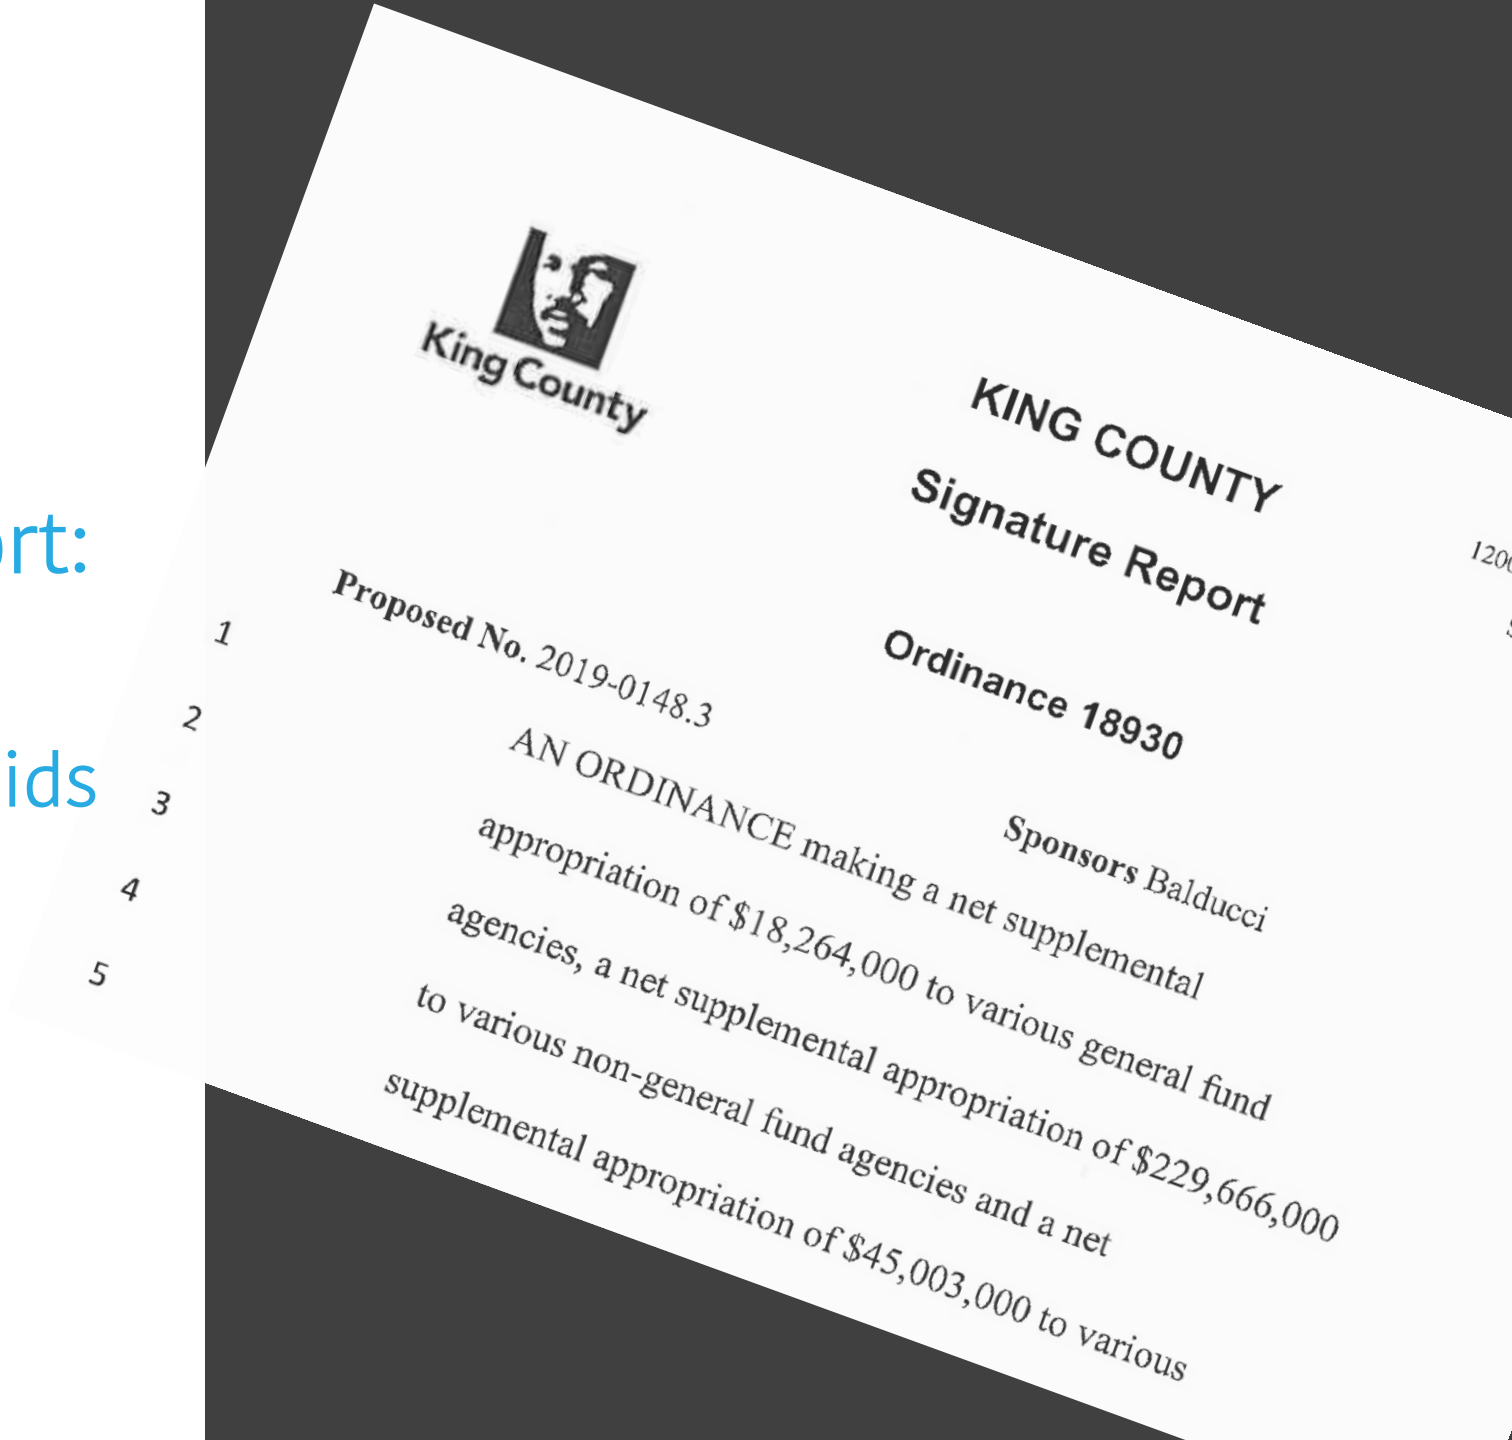 ort:
ids
King County
KING COUNTY
Signature Report
Ordinance 18930
Proposed No. 2019-0148.3
Sponsors Balducci
1 AN ORDINANCE making a net supplemental
2 appropriation of $18,264,000 to various general fund
3 agencies, a net supplemental appropriation of $229,666,000
4 to various non-general fund agencies and a net
5 supplemental appropriation of $45,003,000 to various